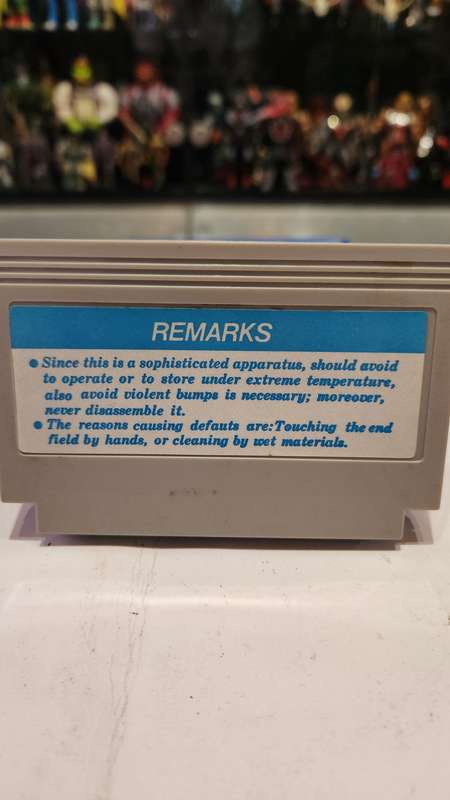 REMARKS
● Since this is a sophisticated apparatus, should avoid
to operate or to store under extreme temperature,
also avoid violent bumps is necessary; moreover,
never disassemble it.
● The reasons causing defauts are:Touching the end
field by hands, or cleaning by wet materials.